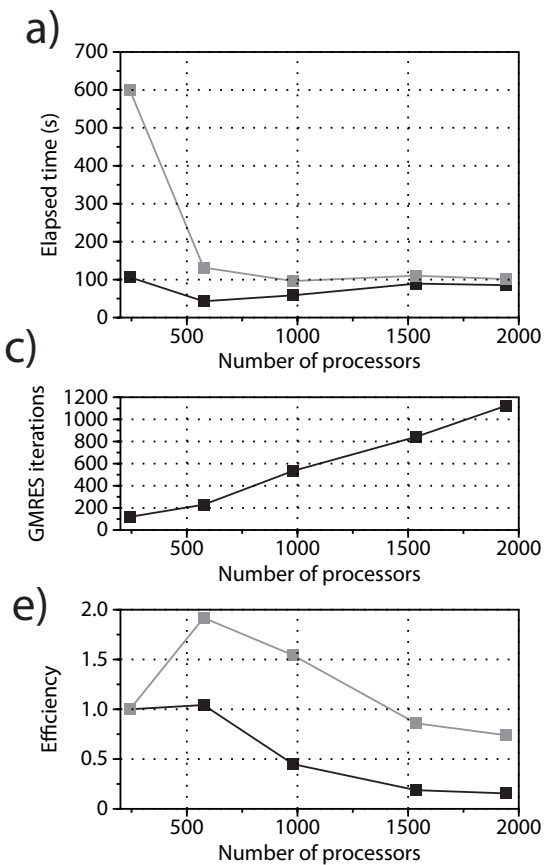 a)
700
600
500
400
300
200
100
0
Elapsed time (s)
500 1000 1500 2000
Number of processors
c)
1200
1000
800
600
400
200
0
GMRES iterations
500 1000 1500 2000
Number of processors
e)
2.0
1.5
1.0
0.5
0
Efficiency
500 1000 1500 2000
Number of processors